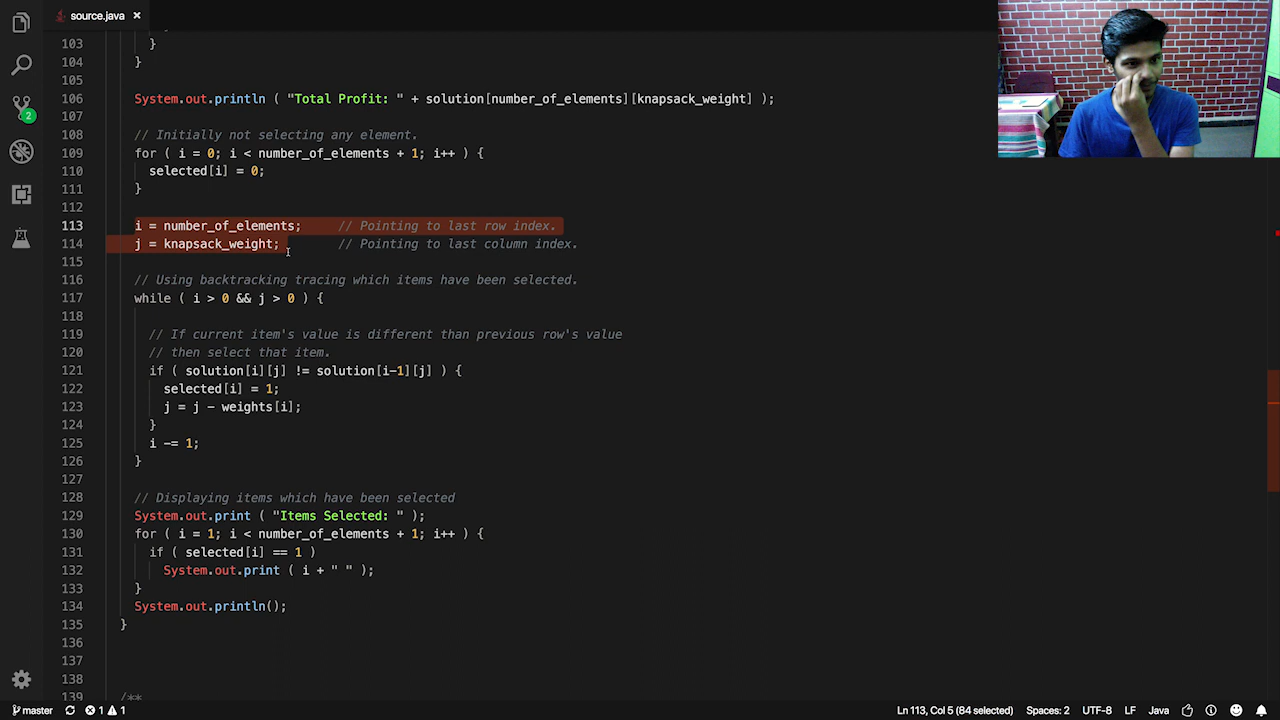 source.java ×
103 }
104 }
105
106 System.out.println ( "Total Profit: " + solution[number_of_elements][knapsack_weight] );
107
108 // Initially not selecting any element.
109 for ( i = 0; i < number_of_elements + 1; i++ ) {
110 selected[i] = 0;
111 }
112
113 i = number_of_elements; // Pointing to last row index.
114 j = knapsack_weight; // Pointing to last column index.
115
116 // Using backtracking tracing which items have been selected.
117 while ( i > 0 && j > 0 ) {
118
119 // If current item's value is different than previous row's value
120 // then select that item.
121 if ( solution[i][j] != solution[i-1][j] ) {
122 selected[i] = 1;
123 j = j - weights[i];
124 }
125 i -= 1;
126 }
127
128 // Displaying items which have been selected
129 System.out.print ( "Items Selected: " );
130 for ( i = 1; i < number_of_elements + 1; i++ ) {
131 if ( selected[i] == 1 )
132 System.out.print ( i + " " );
133 }
134 System.out.println();
135 }
136
137
138
139 /**
2
master 1 1 Ln 113, Col 5 (84 selected) Spaces: 2 UTF-8 LF Java